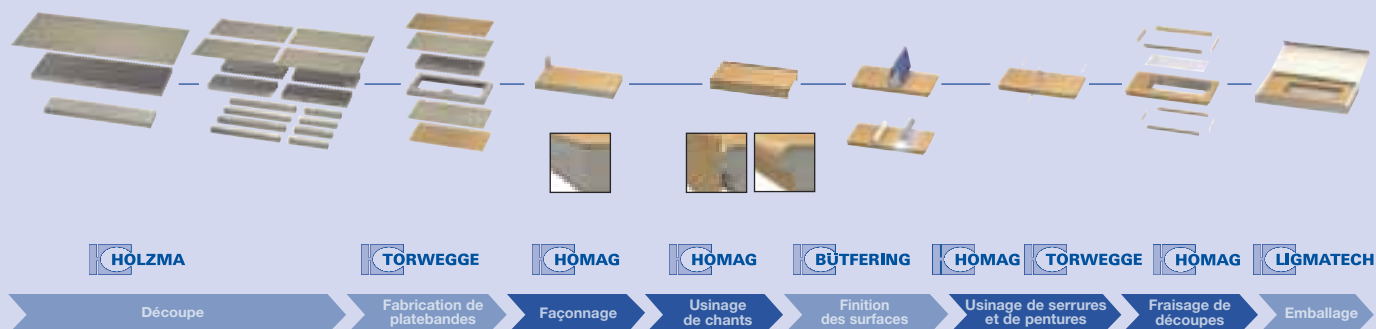 HOLZMA
TORWEGGE
HOMAG
HOMAG
BÜTFERING
HOMAG
TORWEGGE
HOMAG
LIGMATECH
Découpe
Fabrication de
platebandes
Façonnage
Usinage
de chants
Finition
des surfaces
Usinage de serrures
et de pentures
Fraisage de
découpes
Emballage